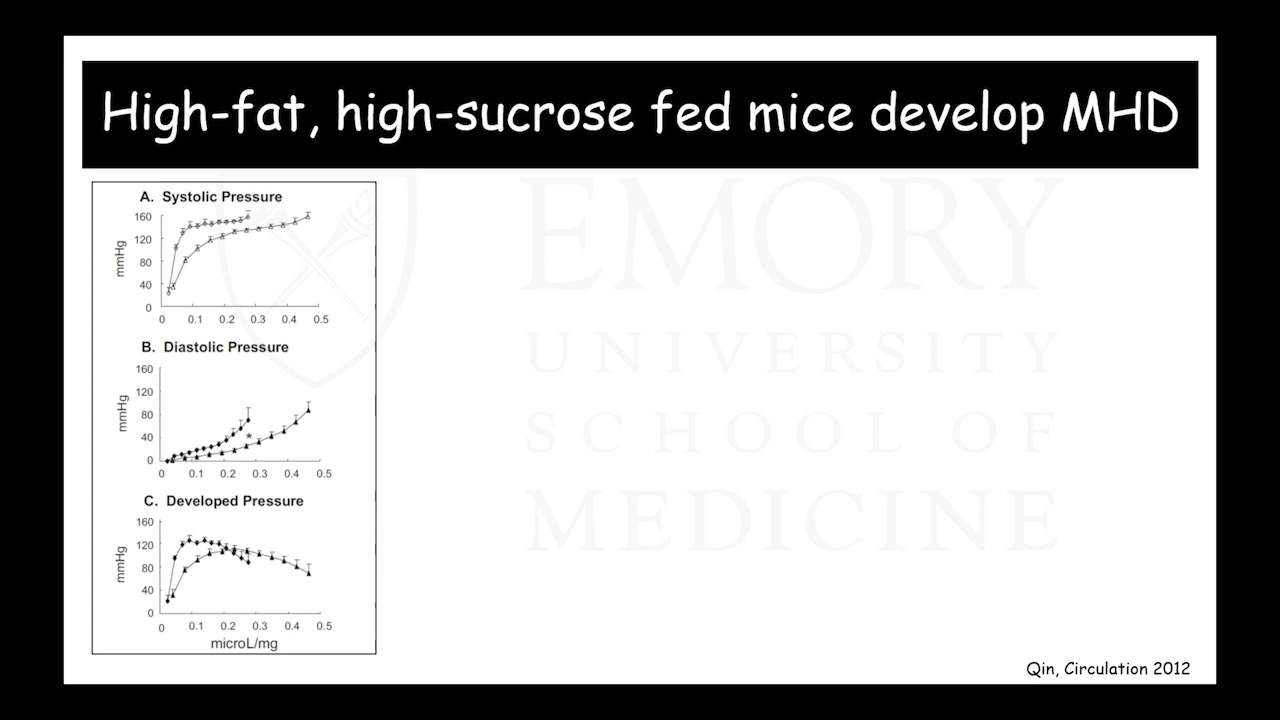 High-fat, high-sucrose fed mice develop MHD
EMORY
UNIVERSITY
SCHOOL OF
MEDICINE
A. Systolic Pressure
160
120
80
40
0
mmHg
0 0.1 0.2 0.3 0.4 0.5
B. Diastolic Pressure
160
120
80
40
0
mmHg
*
0 0.1 0.2 0.3 0.4 0.5
C. Developed Pressure
160
120
80
40
0
mmHg
0 0.1 0.2 0.3 0.4 0.5
microL/mg
Qin, Circulation 2012